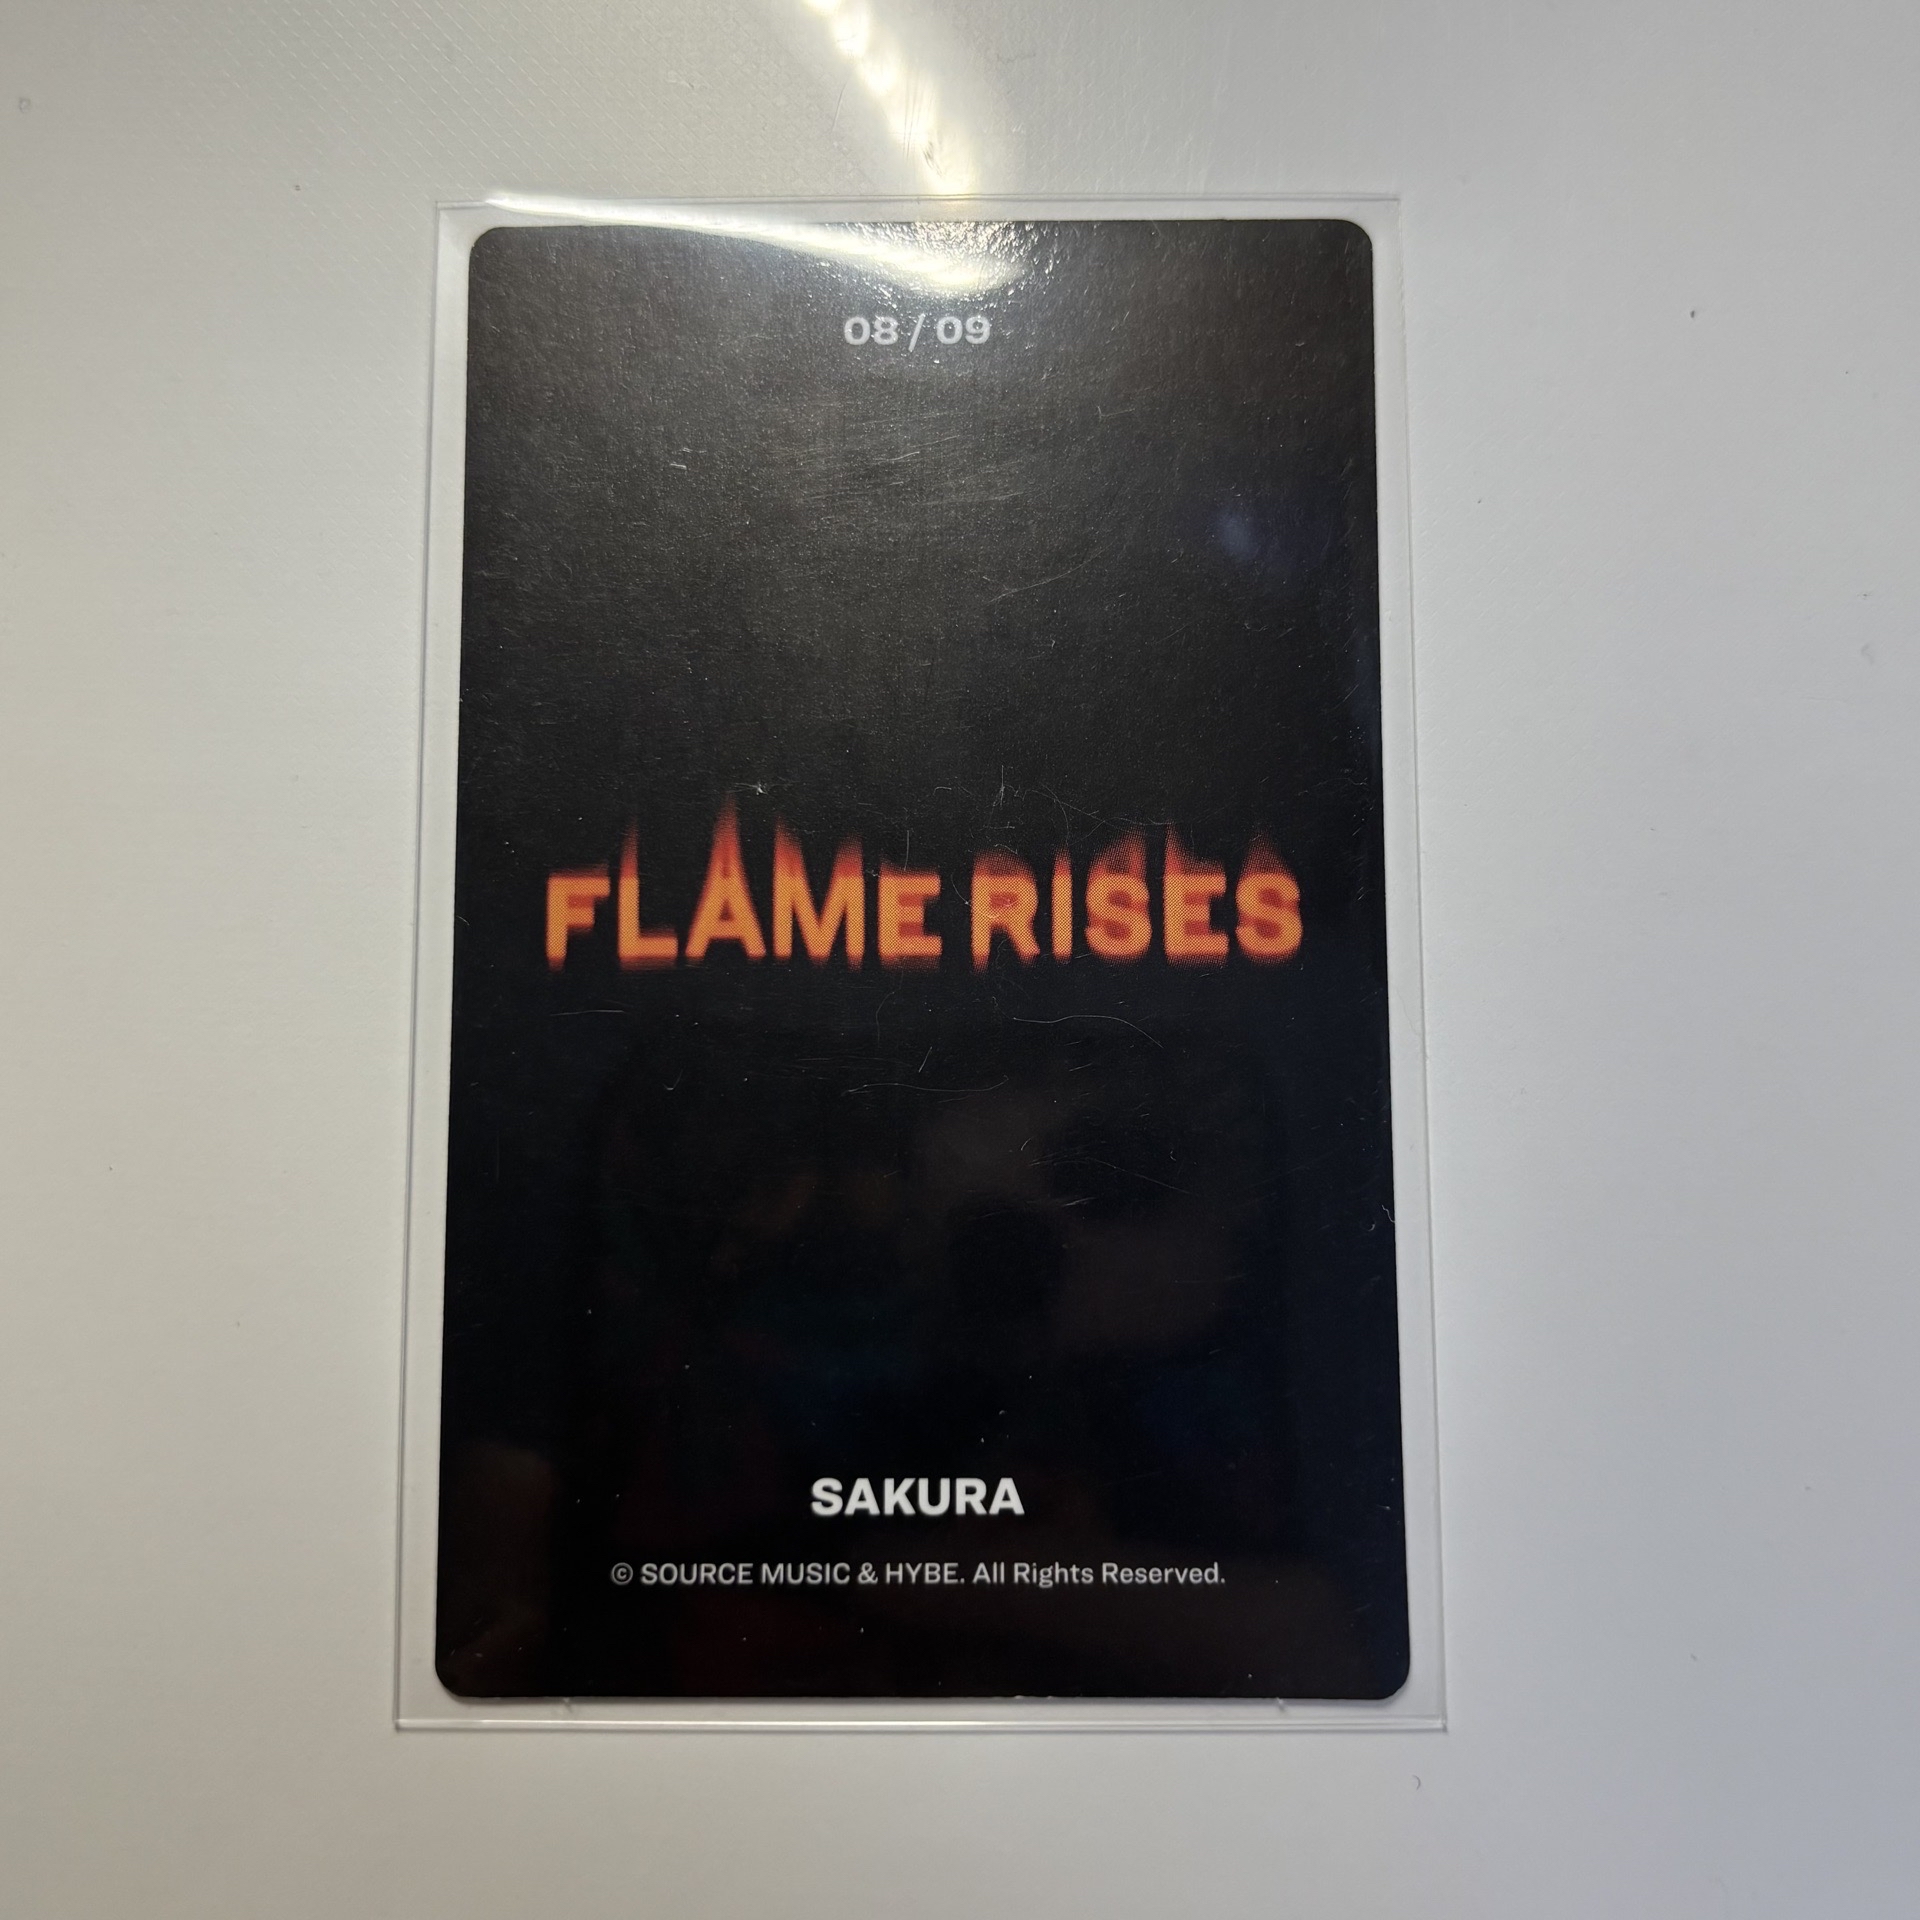 08 / 09
FLAME RISES
SAKURA
© SOURCE MUSIC & HYBE. All Rights Reserved.